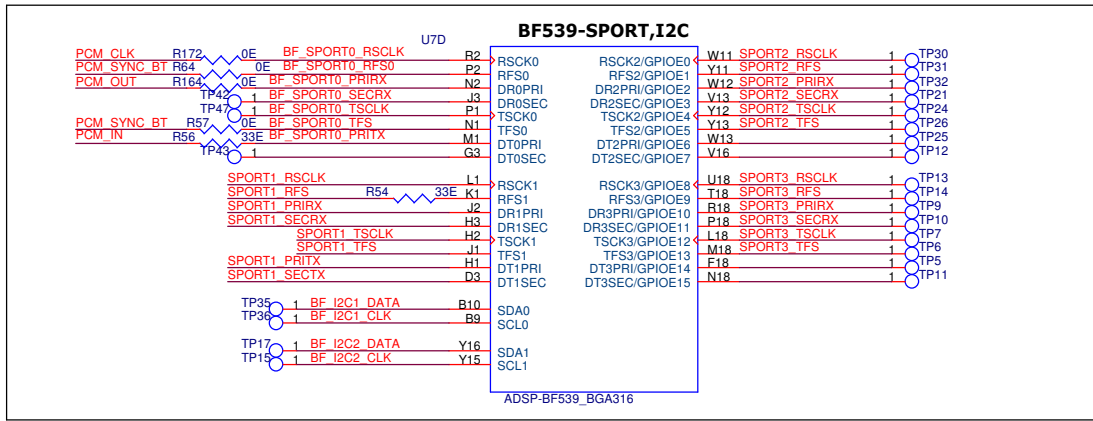 BF539-SPORT,I2C
U7D
PCM_CLK R172 0E BF_SPORT0_RSCLK R2 RSCK0 RSCK2/GPIOE0 W11 SPORT2_RSCLK 1 TP30
PCM_SYNC_BT R64 0E BF_SPORT0_RFS0 P2 RFS0 RFS2/GPIOE1 Y11 SPORT2_RFS 1 TP31
PCM_OUT R164 0E BF_SPORT0_PRIRX N2 DR0PRI DR2PRI/GPIOE2 W12 SPORT2_PRIRX 1 TP32
TP42 1 BF_SPORT0_SECRX J3 DR0SEC DR2SEC/GPIOE3 V13 SPORT2_SECRX 1 TP21
TP47 1 BF_SPORT0_TSCLK P1 TSCK0 TSCK2/GPIOE4 Y12 SPORT2_TSCLK 1 TP24
PCM_SYNC_BT R57 0E BF_SPORT0_TFS N1 TFS0 TFS2/GPIOE5 Y13 SPORT2_TFS 1 TP26
PCM_IN R56 33E BF_SPORT0_PRITX M1 DT0PRI DT2PRI/GPIOE6 W13 1 TP25
TP43 1 G3 DT0SEC DT2SEC/GPIOE7 V16 1 TP12
SPORT1_RSCLK L1 RSCK1 RSCK3/GPIOE8 U18 SPORT3_RSCLK 1 TP13
SPORT1_RFS R54 33E K1 RFS1 RFS3/GPIOE9 T18 SPORT3_RFS 1 TP14
SPORT1_PRIRX J2 DR1PRI DR3PRI/GPIOE10 R18 SPORT3_PRIRX 1 TP9
SPORT1_SECRX H3 DR1SEC DR3SEC/GPIOE11 P18 SPORT3_SECRX 1 TP10
SPORT1_TSCLK H2 TSCK1 TSCK3/GPIOE12 L18 SPORT3_TSCLK 1 TP7
SPORT1_TFS J1 TFS1 TFS3/GPIOE13 M18 SPORT3_TFS 1 TP6
SPORT1_PRITX H1 DT1PRI DT3PRI/GPIOE14 F18 1 TP5
SPORT1_SECTX D3 DT1SEC DT3SEC/GPIOE15 N18 1 TP11
TP35 1 BF_I2C1_DATA B10 SDA0
TP36 1 BF_I2C1_CLK B9 SCL0
TP17 1 BF_I2C2_DATA Y16 SDA1
TP15 1 BF_I2C2_CLK Y15 SCL1
ADSP-BF539_BGA316